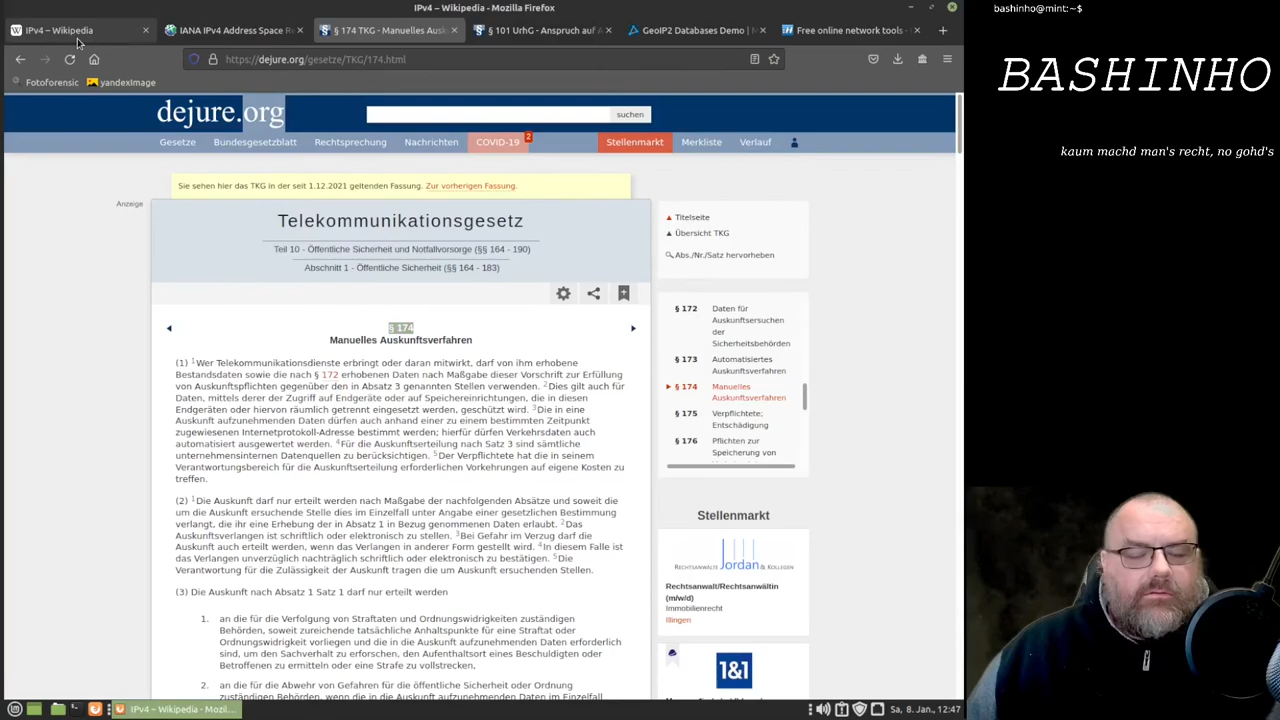 IPv4 – Wikipedia - Mozilla Firefox
bashinho@mint:~$
IPv4 – Wikipedia
IANA IPv4 Address Space Re
§ 174 TKG - Manuelles Ausk
§ 101 UrhG - Anspruch auf A
GeoIP2 Databases Demo | M
Free online network tools -
https://dejure.org/gesetze/TKG/174.html
Fotoforensic
yandexImage
BASHINHO
kaum machd man's recht, no gohd's
dejure.org
suchen
Gesetze
Bundesgesetzblatt
Rechtsprechung
Nachrichten
COVID-19
2
Stellenmarkt
Merkliste
Verlauf
Sie sehen hier das TKG in der seit 1.12.2021 geltenden Fassung. Zur vorherigen Fassung.
Anzeige
Telekommunikationsgesetz
Teil 10 - Öffentliche Sicherheit und Notfallvorsorge (§§ 164 - 190)
Abschnitt 1 - Öffentliche Sicherheit (§§ 164 - 183)
§ 174
Manuelles Auskunftsverfahren
(1) 1Wer Telekommunikationsdienste erbringt oder daran mitwirkt, darf von ihm erhobene
Bestandsdaten sowie die nach § 172 erhobenen Daten nach Maßgabe dieser Vorschrift zur Erfüllung
von Auskunftspflichten gegenüber den in Absatz 3 genannten Stellen verwenden. 2Dies gilt auch für
Daten, mittels derer der Zugriff auf Endgeräte oder auf Speichereinrichtungen, die in diesen
Endgeräten oder hiervon räumlich getrennt eingesetzt werden, geschützt wird. 3Die in eine
Auskunft aufzunehmenden Daten dürfen auch anhand einer zu einem bestimmten Zeitpunkt
zugewiesenen Internetprotokoll-Adresse bestimmt werden; hierfür dürfen Verkehrsdaten auch
automatisiert ausgewertet werden. 4Für die Auskunftserteilung nach Satz 3 sind sämtliche
unternehmensinternen Datenquellen zu berücksichtigen. 5Der Verpflichtete hat die in seinem
Verantwortungsbereich für die Auskunftserteilung erforderlichen Vorkehrungen auf eigene Kosten zu
treffen.
(2) 1Die Auskunft darf nur erteilt werden nach Maßgabe der nachfolgenden Absätze und soweit die
um die Auskunft ersuchende Stelle dies im Einzelfall unter Angabe einer gesetzlichen Bestimmung
verlangt, die ihr eine Erhebung der in Absatz 1 in Bezug genommenen Daten erlaubt. 2Das
Auskunftsverlangen ist schriftlich oder elektronisch zu stellen. 3Bei Gefahr im Verzug darf die
Auskunft auch erteilt werden, wenn das Verlangen in anderer Form gestellt wird. 4In diesem Falle ist
das Verlangen unverzüglich nachträglich schriftlich oder elektronisch zu bestätigen. 5Die
Verantwortung für die Zulässigkeit der Auskunft tragen die um Auskunft ersuchenden Stellen.
(3) Die Auskunft nach Absatz 1 Satz 1 darf nur erteilt werden
1. an die für die Verfolgung von Straftaten und Ordnungswidrigkeiten zuständigen
Behörden, soweit zureichende tatsächliche Anhaltspunkte für eine Straftat oder
Ordnungswidrigkeit vorliegen und die in die Auskunft aufzunehmenden Daten erforderlich
sind, um den Sachverhalt zu erforschen, den Aufenthaltsort eines Beschuldigten oder
Betroffenen zu ermitteln oder eine Strafe zu vollstrecken,
2. an die für die Abwehr von Gefahren für die öffentliche Sicherheit oder Ordnung
zuständigen Behörden, wenn die in die Auskunft aufzunehmenden Daten im Einzelfall
Titelseite
Übersicht TKG
Abs./Nr./Satz hervorheben
§ 172 Daten für
Auskunftsersuchen
der
Sicherheitsbehörden
§ 173 Automatisiertes
Auskunftsverfahren
§ 174 Manuelles
Auskunftsverfahren
§ 175 Verpflichtete;
Entschädigung
§ 176 Pflichten zur
Speicherung von
Stellenmarkt
RECHTSANWÄLTE Jordan & KOLLEGEN
Rechtsanwalt/Rechtsanwältin
(m/w/d)
Immobilienrecht
Illingen
1&1
IPv4 – Wikipedia - Mozil...
Sa, 8. Jan., 12:47